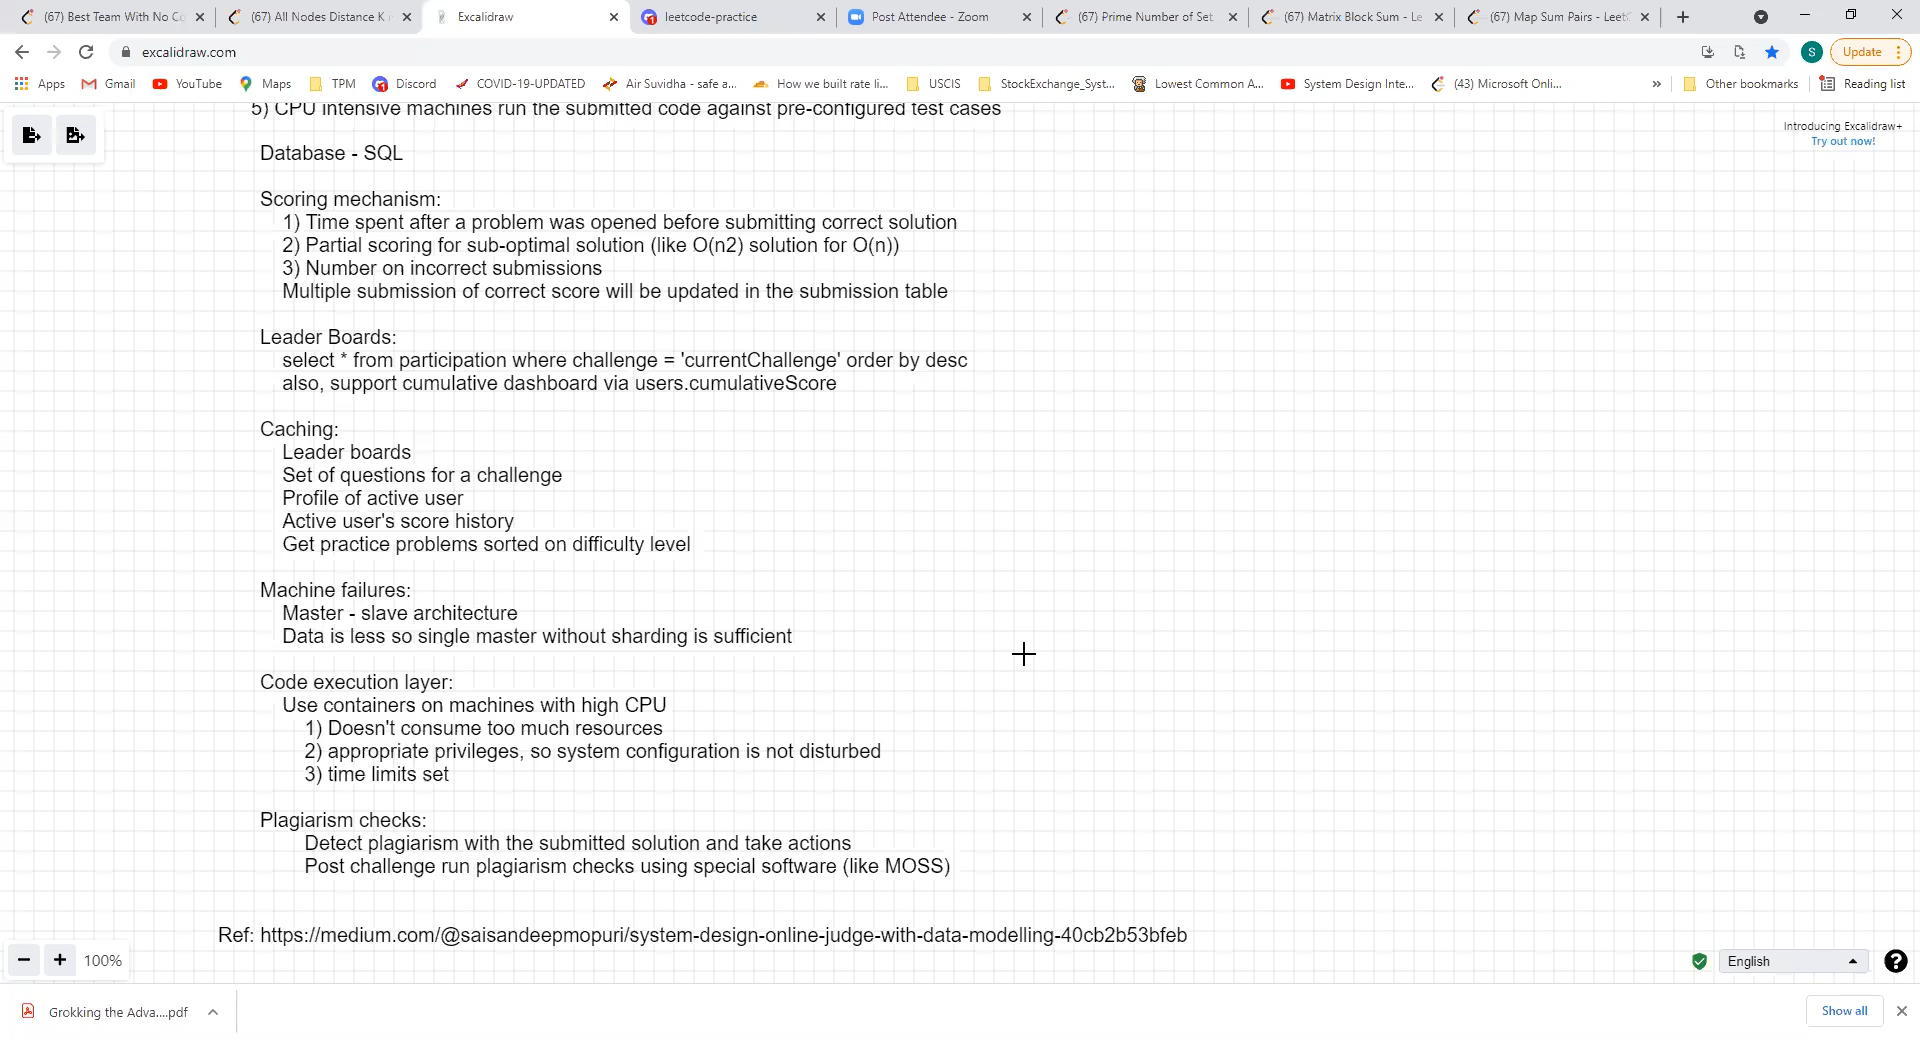 (67) Best Team With No Co
(67) All Nodes Distance K i
Excalidraw
leetcode-practice
Post Attendee - Zoom
(67) Prime Number of Set
(67) Matrix Block Sum - Le
(67) Map Sum Pairs - Leet
excalidraw.com
S
Update
Apps
Gmail
YouTube
Maps
TPM
Discord
COVID-19-UPDATED
Air Suvidha - safe a...
How we built rate li...
USCIS
StockExchange_Syst...
Lowest Common A...
System Design Inte...
(43) Microsoft Onli...
»
Other bookmarks
Reading list
5) CPU intensive machines run the submitted code against pre-configured test cases
Introducing Excalidraw+
Try out now!
Database - SQL
Scoring mechanism:
1) Time spent after a problem was opened before submitting correct solution
2) Partial scoring for sub-optimal solution (like O(n2) solution for O(n))
3) Number on incorrect submissions
Multiple submission of correct score will be updated in the submission table
Leader Boards:
select * from participation where challenge = 'currentChallenge' order by desc
also, support cumulative dashboard via users.cumulativeScore
Caching:
Leader boards
Set of questions for a challenge
Profile of active user
Active user's score history
Get practice problems sorted on difficulty level
Machine failures:
Master - slave architecture
Data is less so single master without sharding is sufficient
Code execution layer:
Use containers on machines with high CPU
1) Doesn't consume too much resources
2) appropriate privileges, so system configuration is not disturbed
3) time limits set
Plagiarism checks:
Detect plagiarism with the submitted solution and take actions
Post challenge run plagiarism checks using special software (like MOSS)
Ref: https://medium.com/@saisandeepmopuri/system-design-online-judge-with-data-modelling-40cb2b53bfeb
100%
English
Grokking the Adva....pdf
Show all